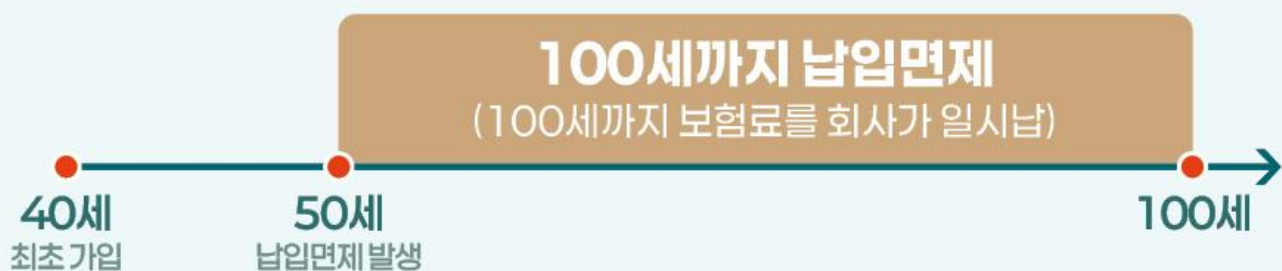 100세까지 납입면제
(100세까지 보험료를 회사가 일시납)
40세
최초 가입
50세
납입면제 발생
100세